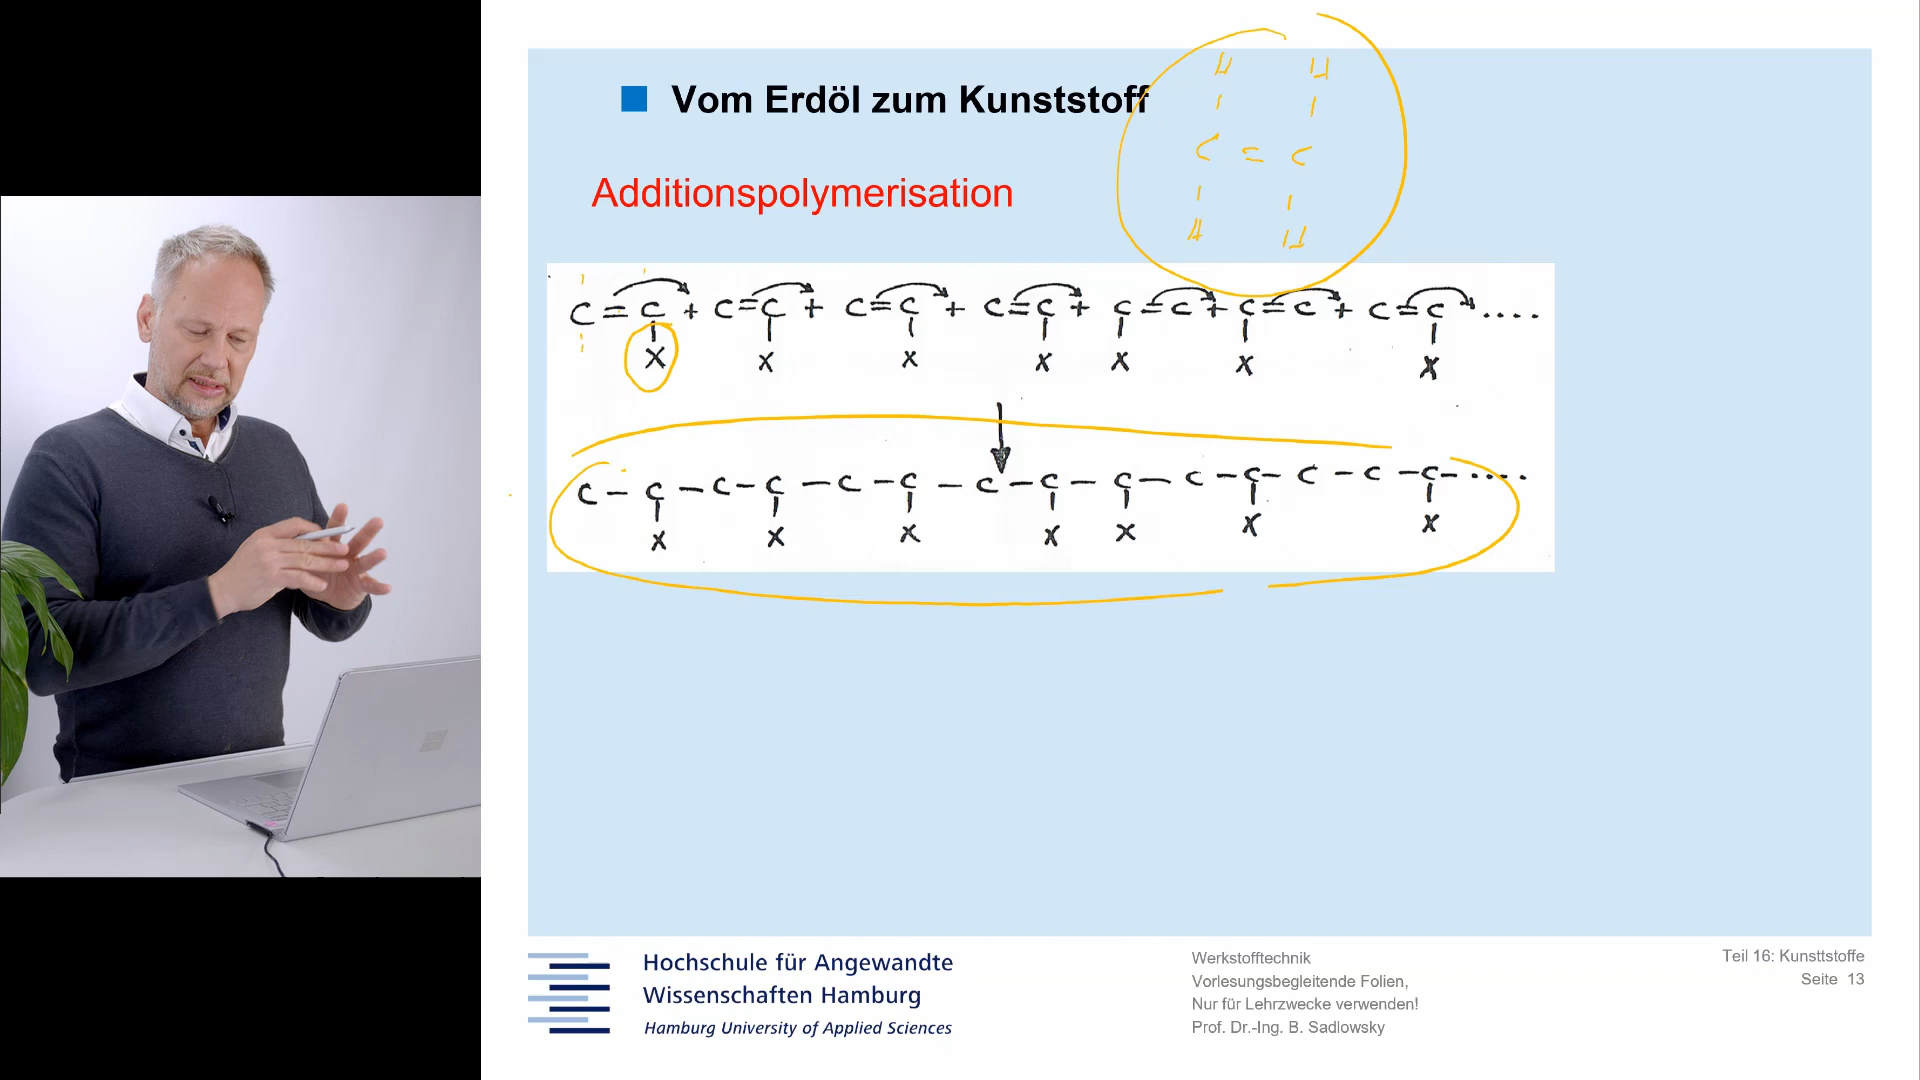 Vom Erdöl zum Kunststoff
H H
C = C
H H
Additionspolymerisation
C = C + C = C + C = C + C = C + C = C + C = C + C = C ....
X X X X X X X
C - C - C - C - C - C - C - C - C - C - C - C - C - C - ....
X X X X X X X
Hochschule für Angewandte
Wissenschaften Hamburg
Hamburg University of Applied Sciences
Werkstofftechnik
Vorlesungsbegleitende Folien,
Nur für Lehrzwecke verwenden!
Prof. Dr.-Ing. B. Sadlowsky
Teil 16: Kunsttstoffe
Seite 13